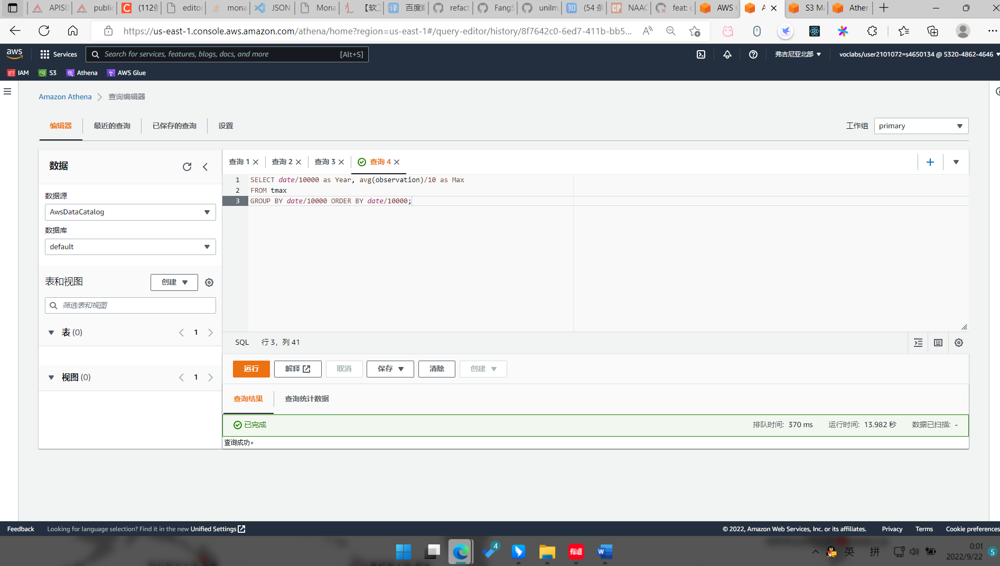 APISI
public
(112条
editor
mona
JSON
Mona
【软工
百度翻
refact
FangS
unilm
(54 条
NAAC
feat: c
AWS
A
S3 Ma
Ather
https://us-east-1.console.aws.amazon.com/athena/home?region=us-east-1#/query-editor/history/8f7642c0-6ed7-411b-bb5...
aws
Services
Search for services, features, blogs, docs, and more
[Alt+S]
弗吉尼亚北部
voclabs/user2101072=s4650134 @ 5320-4862-4646
IAM
S3
Athena
AWS Glue
Amazon Athena
查询编辑器
编辑器
最近的查询
已保存的查询
设置
工作组
primary
数据
数据源
AwsDataCatalog
数据库
default
表和视图
创建
筛选表和视图
表 (0)
1
视图 (0)
1
查询 1
查询 2
查询 3
查询 4
1 SELECT date/10000 as Year, avg(observation)/10 as Max
2 FROM tmax
3 GROUP BY date/10000 ORDER BY date/10000;
SQL
行 3，列 41
运行
解释
取消
保存
清除
创建
查询结果
查询统计数据
已完成
排队时间: 370 ms
运行时间: 13.982 秒
数据已扫描: -
查询成功。
Feedback
Looking for language selection? Find it in the new Unified Settings
© 2022, Amazon Web Services, Inc. or its affiliates.
Privacy
Terms
Cookie preferences
4
有道
W
英
拼
0:01
2022/9/22
5